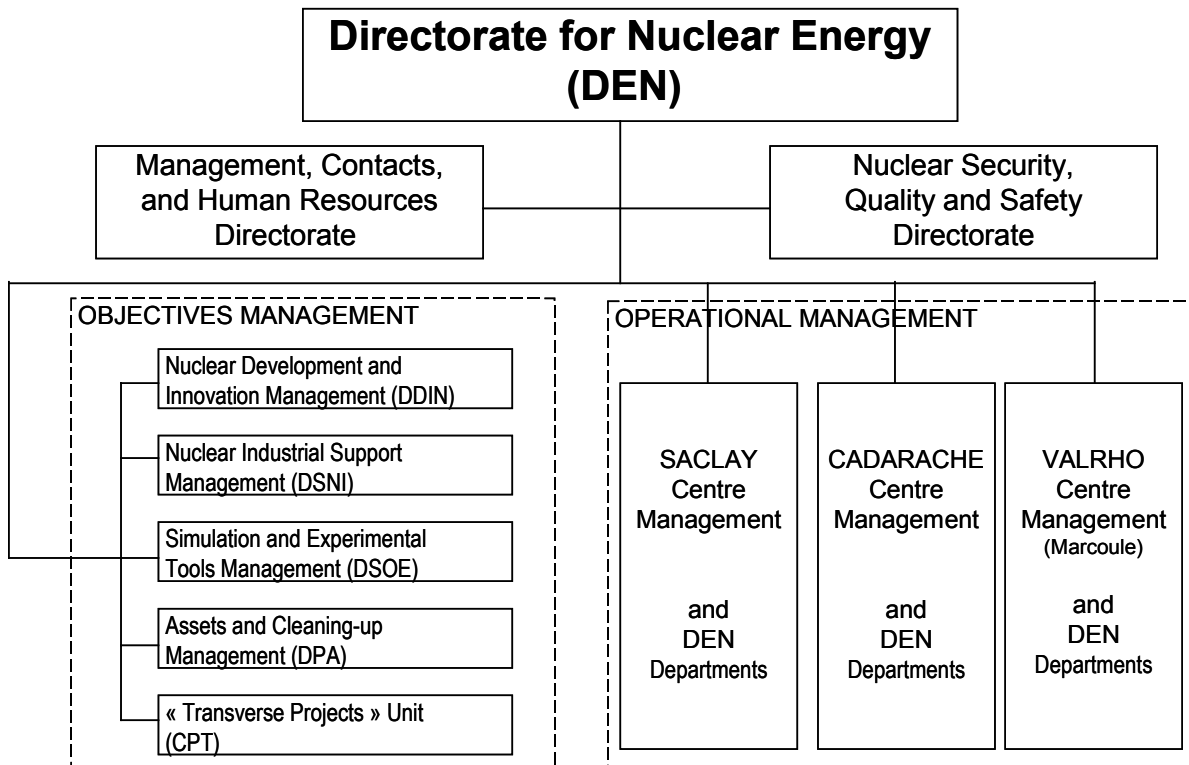 Directorate for Nuclear Energy
(DEN)
Management, Contacts,
and Human Resources
Directorate
Nuclear Security,
Quality and Safety
Directorate
OBJECTIVES MANAGEMENT
Nuclear Development and
Innovation Management (DDIN)
Nuclear Industrial Support
Management (DSNI)
Simulation and Experimental
Tools Management (DSOE)
Assets and Cleaning-up
Management (DPA)
« Transverse Projects » Unit
(CPT)
OPERATIONAL MANAGEMENT
SACLAY
Centre
Management
and
DEN
Departments
CADARACHE
Centre
Management
and
DEN
Departments
VALRHO
Centre
Management
(Marcoule)
and
DEN
Departments